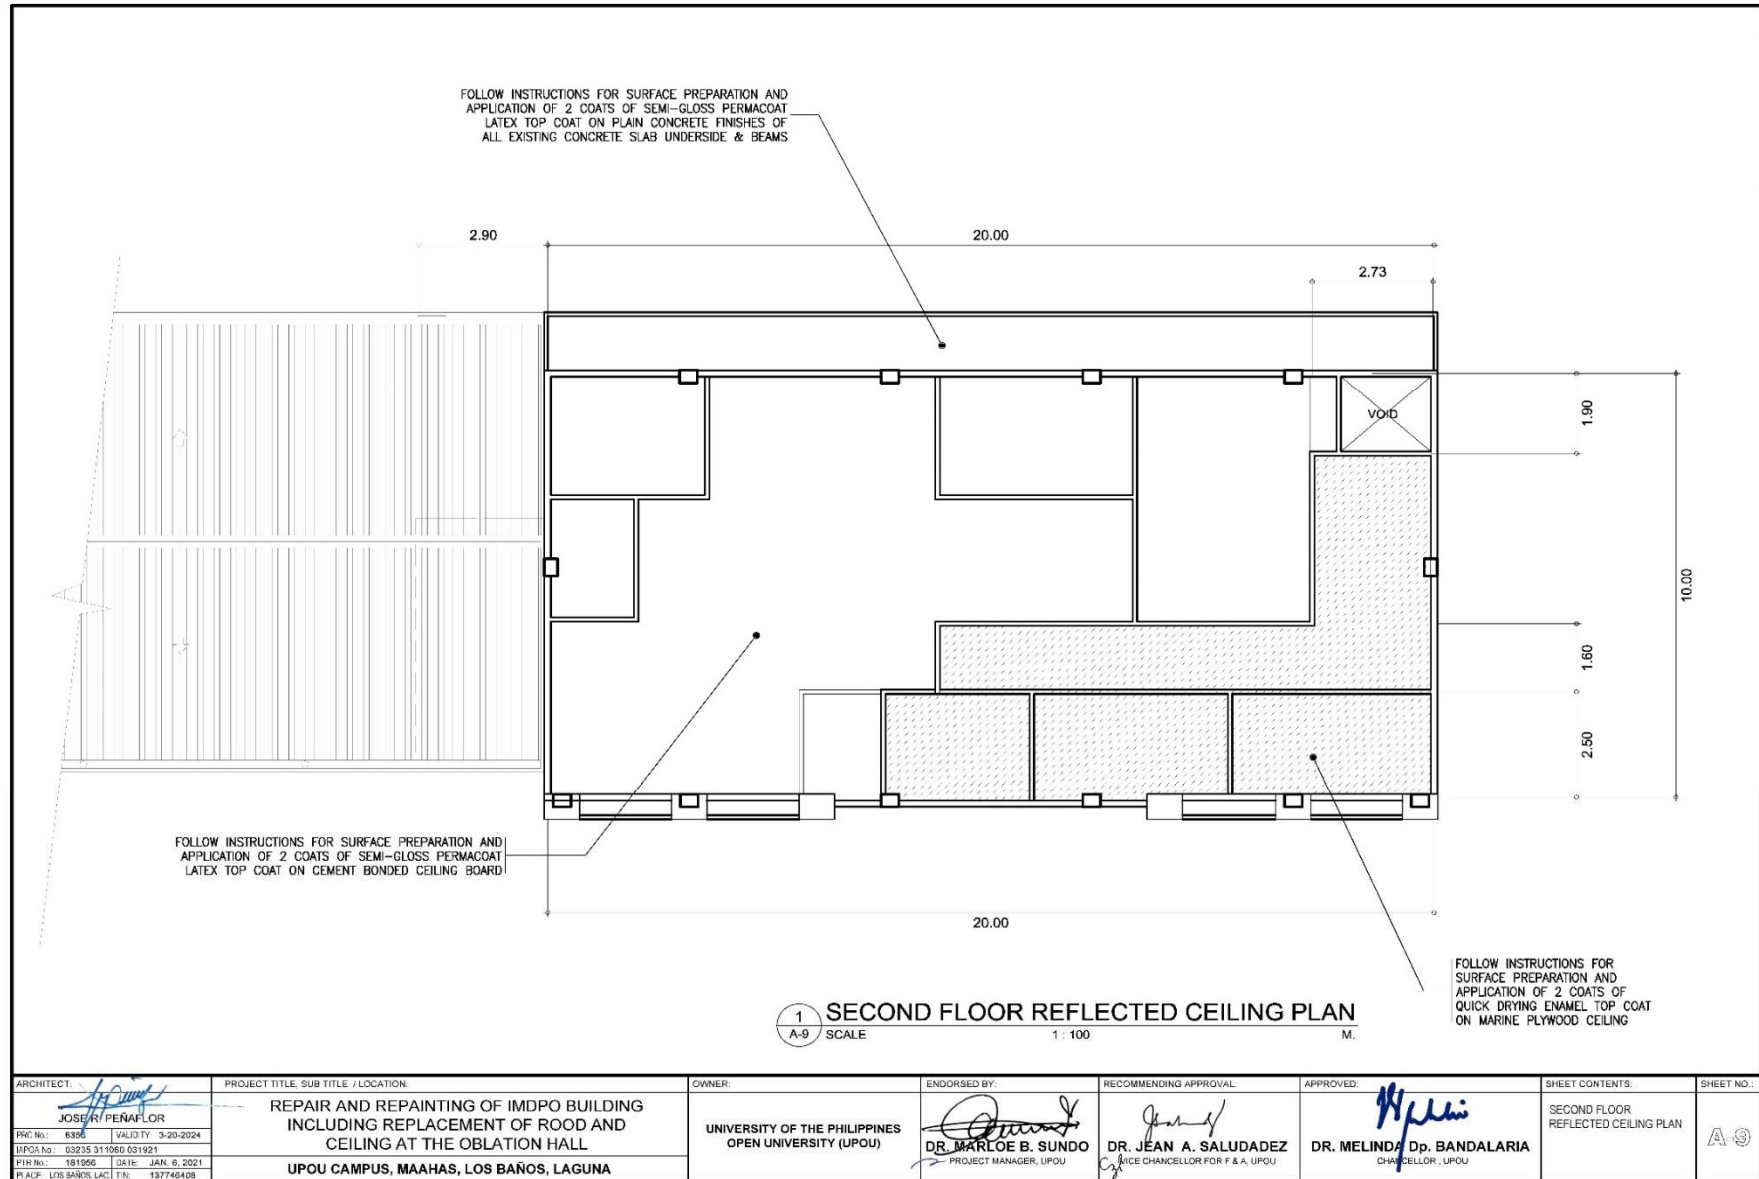 FOLLOW INSTRUCTIONS FOR SURFACE PREPARATION AND
APPLICATION OF 2 COATS OF SEMI-GLOSS PERMACOAT
LATEX TOP COAT ON PLAIN CONCRETE FINISHES OF
ALL EXISTING CONCRETE SLAB UNDERSIDE & BEAMS
2.90
20.00
2.73
VOID
1.90
10.00
1.60
2.50
FOLLOW INSTRUCTIONS FOR SURFACE PREPARATION AND
APPLICATION OF 2 COATS OF SEMI-GLOSS PERMACOAT
LATEX TOP COAT ON CEMENT BONDED CEILING BOARD
20.00
FOLLOW INSTRUCTIONS FOR
SURFACE PREPARATION AND
APPLICATION OF 2 COATS OF
QUICK DRYING ENAMEL TOP COAT
ON MARINE PLYWOOD CEILING
1
A-9
SECOND FLOOR REFLECTED CEILING PLAN
SCALE 1 : 100 M.
ARCHITECT:
JOSE R. PEÑAFLOR
PRC No.: 6356 VALIDITY 3-20-2024
IAPOA No.: 03235 311060 031921
PTR No.: 181956 DATE: JAN. 6, 2021
PLACE: LOS BAÑOS, LAG. TIN: 137746408
PROJECT TITLE, SUB TITLE / LOCATION:
REPAIR AND REPAINTING OF IMDPO BUILDING
INCLUDING REPLACEMENT OF ROOD AND
CEILING AT THE OBLATION HALL
UPOU CAMPUS, MAAHAS, LOS BAÑOS, LAGUNA
OWNER:
UNIVERSITY OF THE PHILIPPINES
OPEN UNIVERSITY (UPOU)
ENDORSED BY:
DR. MARLOE B. SUNDO
PROJECT MANAGER, UPOU
RECOMMENDING APPROVAL:
DR. JEAN A. SALUDADEZ
VICE CHANCELLOR FOR F & A, UPOU
APPROVED:
DR. MELINDA Dp. BANDALARIA
CHANCELLOR, UPOU
SHEET CONTENTS:
SECOND FLOOR
REFLECTED CEILING PLAN
SHEET NO.:
A-9